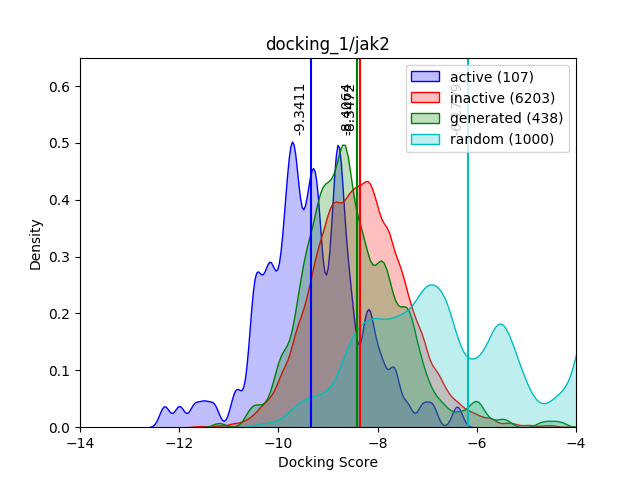 docking_1/jak2
active (107)
inactive (6203)
generated (438)
random (1000)
-9.3411
Density
0.6
0.5
0.4
0.3
0.2
0.1
0.0
−14
−12
−10
−8
−6
−4
Docking Score